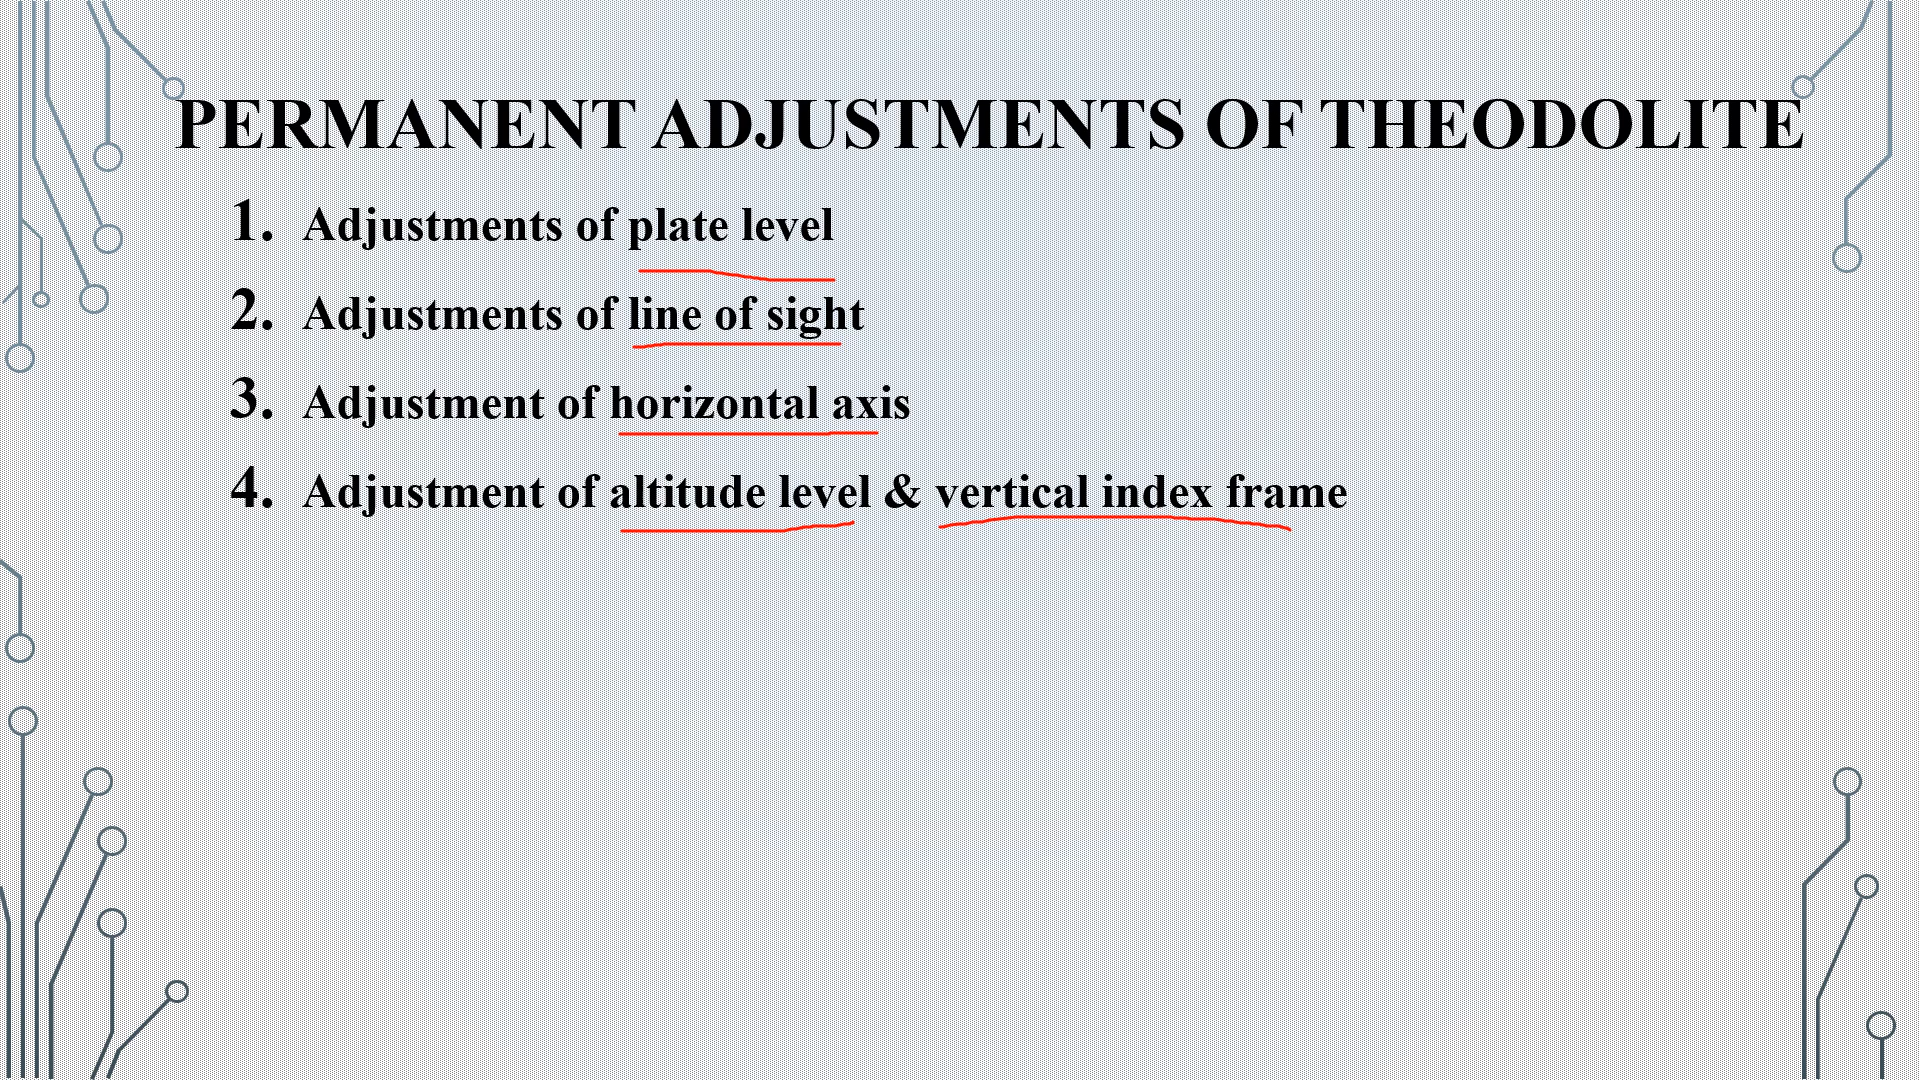 PERMANENT ADJUSTMENTS OF THEODOLITE
1. Adjustments of plate level
2. Adjustments of line of sight
3. Adjustment of horizontal axis
4. Adjustment of altitude level & vertical index frame